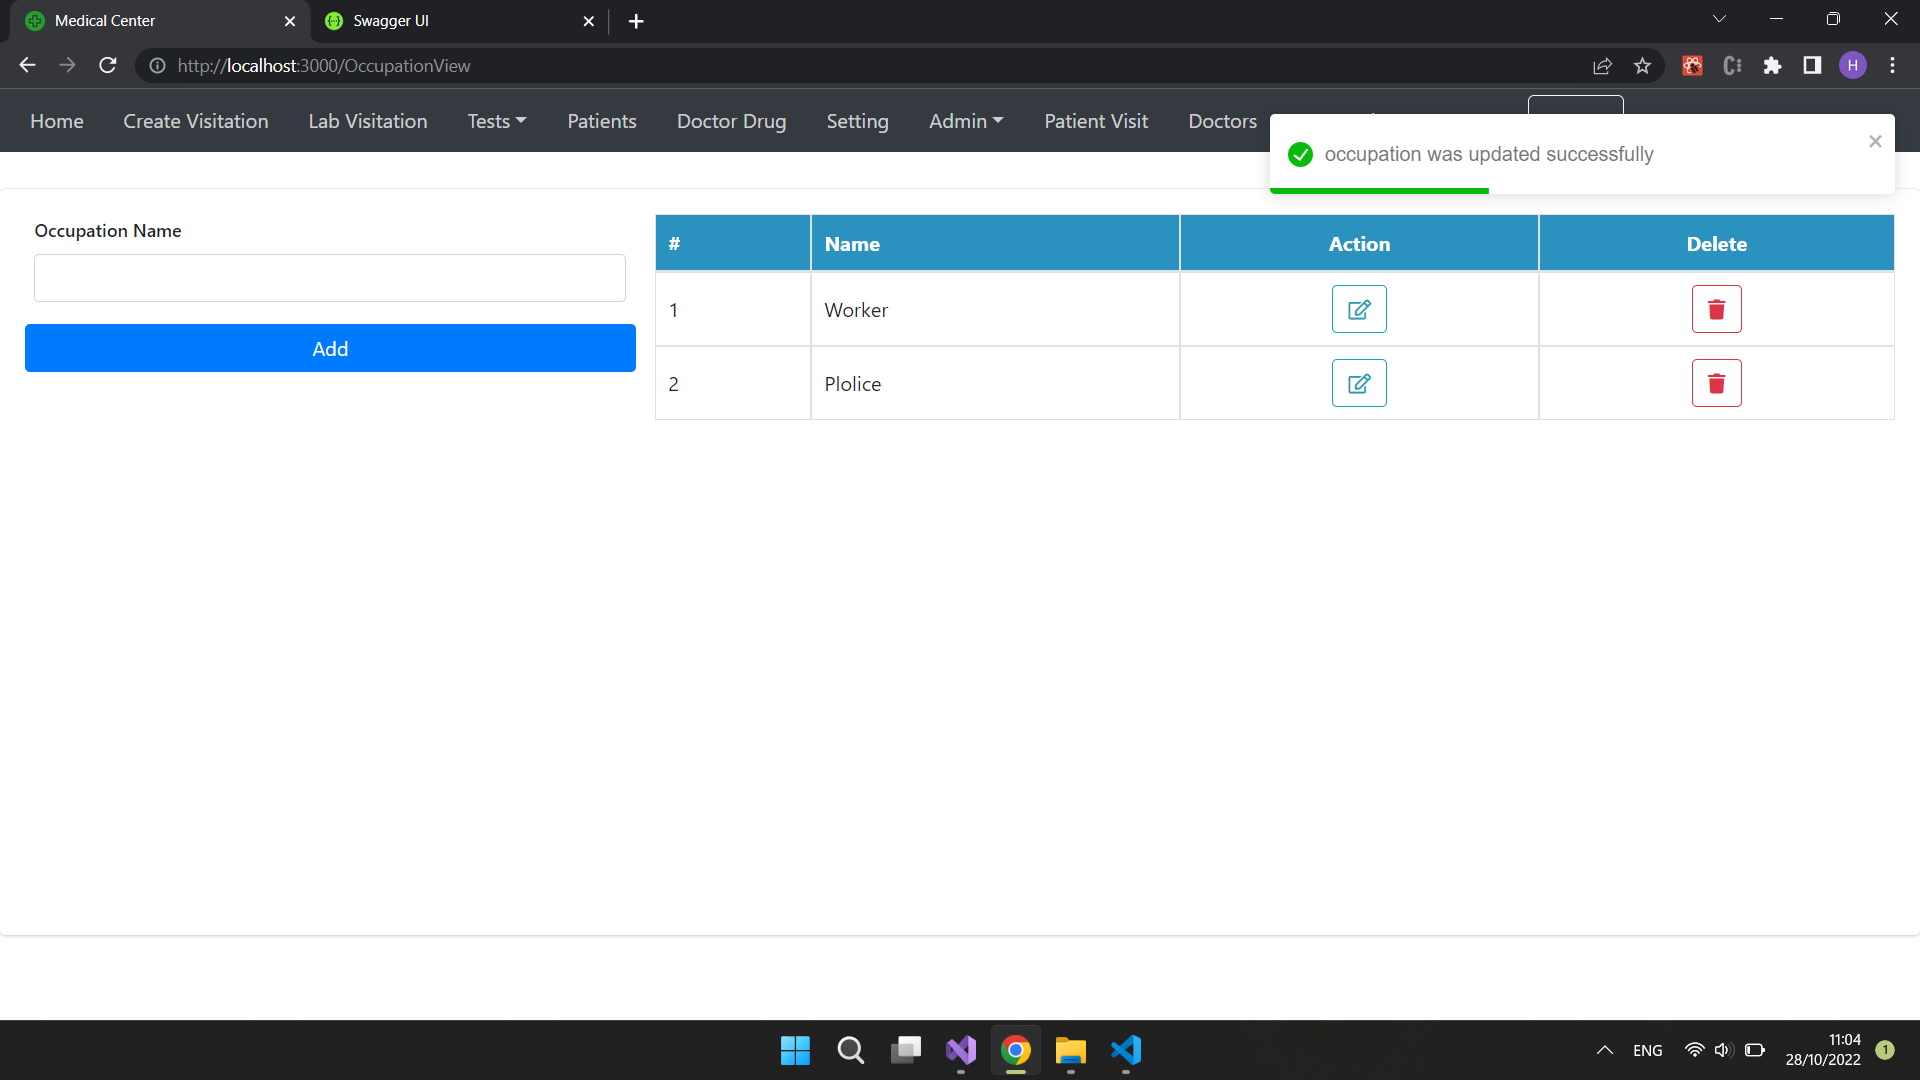 Medical Center
Swagger UI
http://localhost:3000/OccupationView
H
Home Create Visitation Lab Visitation Tests Patients Doctor Drug Setting Admin Patient Visit Doctors
occupation was updated successfully
Occupation Name
Add
# Name Action Delete
1 Worker
2 Plolice
ENG
11:04
28/10/2022
1